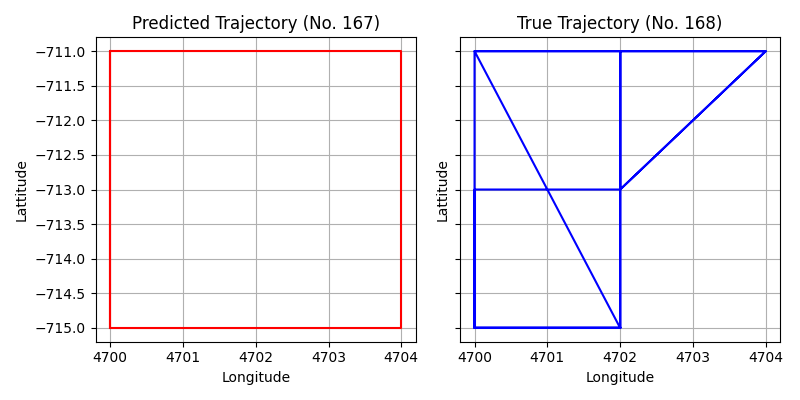 Predicted Trajectory (No. 167)
True Trajectory (No. 168)
−711.0
−711.5
−712.0
−712.5
−713.0
−713.5
−714.0
−714.5
−715.0
Lattitude
Lattitude
4700 4701 4702 4703 4704
4700 4701 4702 4703 4704
Longitude
Longitude